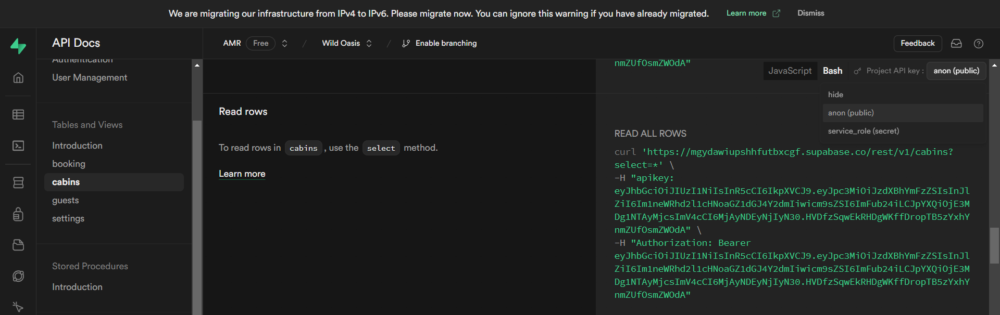 We are migrating our infrastructure from IPv4 to IPv6. Please migrate now. You can ignore this warning if you have already migrated. Learn more Dismiss
API Docs
AMR Free / Wild Oasis / Enable branching
Feedback
Authentication
User Management
Tables and Views
Introduction
booking
cabins
guests
settings
Stored Procedures
Introduction
Read rows
To read rows in cabins , use the select method.
Learn more
nmZUfOsmZWOdA"
JavaScript Bash Project API key : anon (public)
hide
anon (public)
service_role (secret)
READ ALL ROWS
curl 'https://mgydawiupshhfutbxcgf.supabase.co/rest/v1/cabins?
select=*' \
-H "apikey:
eyJhbGciOiJIUzI1NiIsInR5cCI6IkpXVCJ9.eyJpc3MiOiJzdXBhYmFzZSIsInJl
ZiI6Im1neWRhd2l1cHNoaGZ1dGJ4Y2dmIiwicm9sZSI6ImFub24iLCJpYXQiOjE3M
Dg1NTAyMjcsImV4cCI6MjAyNDEyNjIyN30.HVDfzSqwEkRHDgWKffDropTB5zYxhY
nmZUfOsmZWOdA" \
-H "Authorization: Bearer
eyJhbGciOiJIUzI1NiIsInR5cCI6IkpXVCJ9.eyJpc3MiOiJzdXBhYmFzZSIsInJl
ZiI6Im1neWRhd2l1cHNoaGZ1dGJ4Y2dmIiwicm9sZSI6ImFub24iLCJpYXQiOjE3M
Dg1NTAyMjcsImV4cCI6MjAyNDEyNjIyN30.HVDfzSqwEkRHDgWKffDropTB5zYxhY
nmZUfOsmZWOdA"